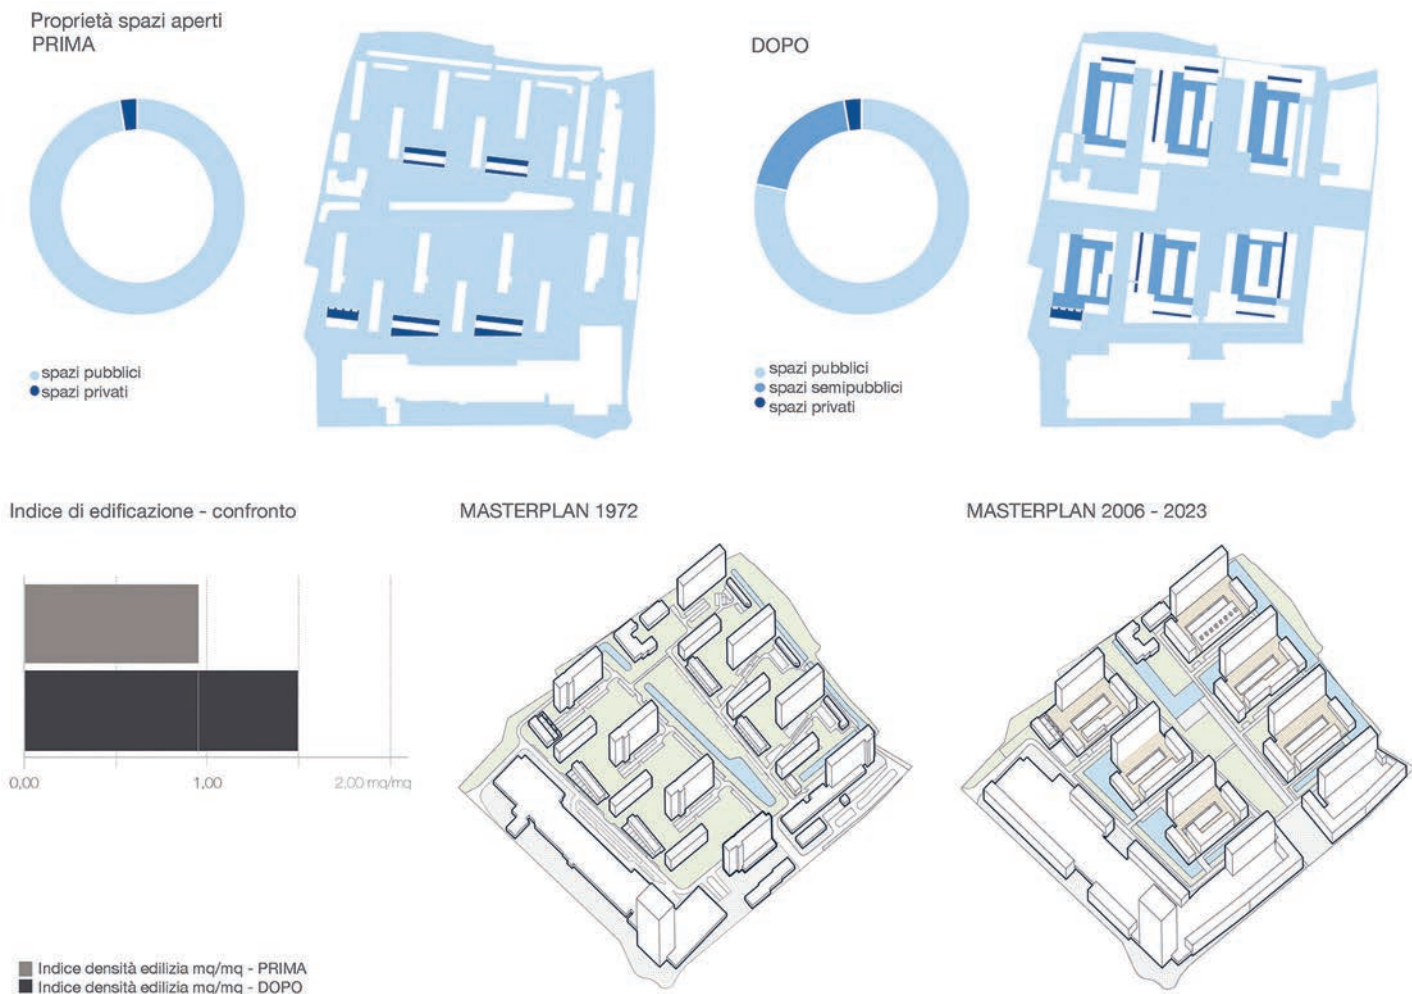 Proprietà spazi aperti
PRIMA
spazi pubblici
spazi privati
DOPO
spazi pubblici
spazi semipubblici
spazi privati
Indice di edificazione - confronto
0,00
1,00
2,00 mq/mq
Indice densità edilizia mq/mq - PRIMA
Indice densità edilizia mq/mq - DOPO
MASTERPLAN 1972
MASTERPLAN 2006 - 2023